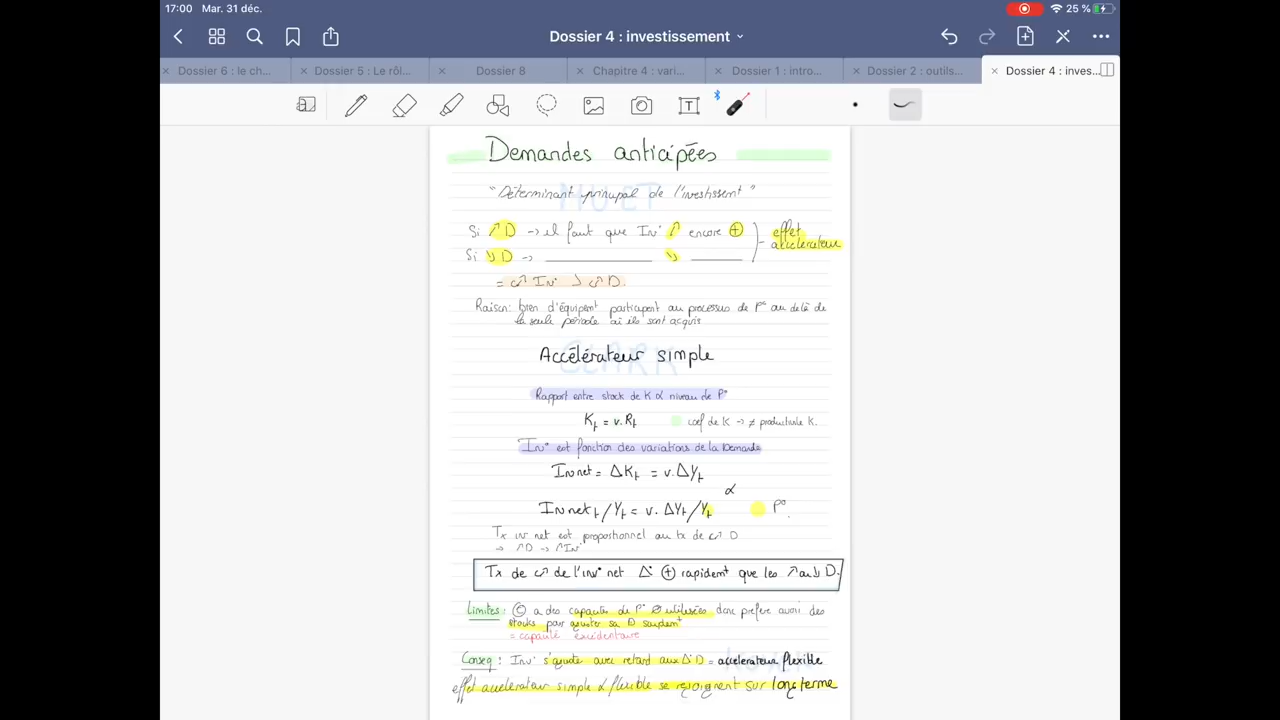 17:00 Mar. 31 déc.
25 %
Dossier 4 : investissement
Dossier 6 : le ch...
Dossier 5 : Le rôl...
Dossier 8
Chapitre 4 : vari...
Dossier 1 : intro...
Dossier 2 : outils...
Dossier 4 : inves...
Demandes anticipées
"Déterminant principal de l'investissent"
Si ↗ D → il faut que Inv° ↗ encore ⊕
Si ↘ D → ↘
effet accélérateur
= Inv° > D.
Raison : bien d'équipent participent au processus de P° au delà de
la seule période où ils sont acquis
CLARK
Accélérateur simple
Rapport entre stock de K α niveau de P°
Kt = v.Rt coef de K → ≠ productivité K.
Inv° est fonction des variations de la Demande
Inv net = ΔKt = v.ΔYt
α
Inv net t/Yt = v. ΔYt/Yt P°
Tx inv net est proportionnel au tx de D
→ ↗D → ↗Inv°
Tx de de l'inv° net Δ° ⊕ rapident que les ↗ au ↘ D.
Limites : © a des capacités de P° Ø utilisées donc préfère avoir des
stocks pour ajuster sa D
= capacité excédentaire
Conseq : Inv° s'ajuste avec retard aux Δ°D = accélérateur flexible
effet accélérateur simple α flexible se rejoignent sur long terme